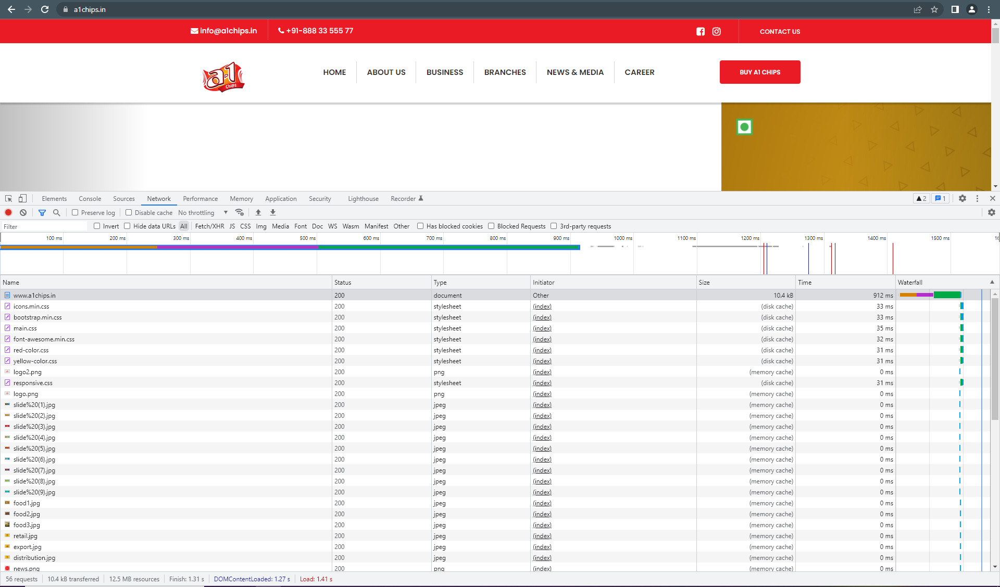 a1chips.in
info@a1chips.in
+91-888 33 555 77
CONTACT US
a-1
Chips
HOME
ABOUT US
BUSINESS
BRANCHES
NEWS & MEDIA
CAREER
BUY A1 CHIPS
Elements Console Sources Network Performance Memory Application Security Lighthouse Recorder 2 1
Preserve log Disable cache No throttling
Filter Invert Hide data URLs All Fetch/XHR JS CSS Img Media Font Doc WS Wasm Manifest Other Has blocked cookies Blocked Requests 3rd-party requests
100 ms 200 ms 300 ms 400 ms 500 ms 600 ms 700 ms 800 ms 900 ms 1000 ms 1100 ms 1200 ms 1300 ms 1400 ms 1500 ms
Name Status Type Initiator Size Time Waterfall
www.a1chips.in 200 document Other 10.4 kB 912 ms
icons.min.css 200 stylesheet (index) (disk cache) 33 ms
bootstrap.min.css 200 stylesheet (index) (disk cache) 33 ms
main.css 200 stylesheet (index) (disk cache) 35 ms
font-awesome.min.css 200 stylesheet (index) (disk cache) 32 ms
red-color.css 200 stylesheet (index) (disk cache) 31 ms
yellow-color.css 200 stylesheet (index) (disk cache) 31 ms
logo2.png 200 png (index) (memory cache) 0 ms
responsive.css 200 stylesheet (index) (disk cache) 31 ms
logo.png 200 png (index) (memory cache) 0 ms
slide%20(1).jpg 200 jpeg (index) (memory cache) 0 ms
slide%20(2).jpg 200 jpeg (index) (memory cache) 0 ms
slide%20(3).jpg 200 jpeg (index) (memory cache) 0 ms
slide%20(4).jpg 200 jpeg (index) (memory cache) 0 ms
slide%20(5).jpg 200 jpeg (index) (memory cache) 0 ms
slide%20(6).jpg 200 jpeg (index) (memory cache) 0 ms
slide%20(7).jpg 200 jpeg (index) (memory cache) 0 ms
slide%20(8).jpg 200 jpeg (index) (memory cache) 0 ms
slide%20(9).jpg 200 jpeg (index) (memory cache) 0 ms
food1.jpg 200 jpeg (index) (memory cache) 0 ms
food2.jpg 200 jpeg (index) (memory cache) 0 ms
food3.jpg 200 jpeg (index) (memory cache) 0 ms
retail.jpg 200 jpeg (index) (memory cache) 0 ms
export.jpg 200 jpeg (index) (memory cache) 0 ms
distribution.jpg 200 jpeg (index) (memory cache) 0 ms
news.png 200 png (index) (memory cache) 0 ms
56 requests 10.4 kB transferred 12.5 MB resources Finish: 1.31 s DOMContentLoaded: 1.27 s Load: 1.41 s